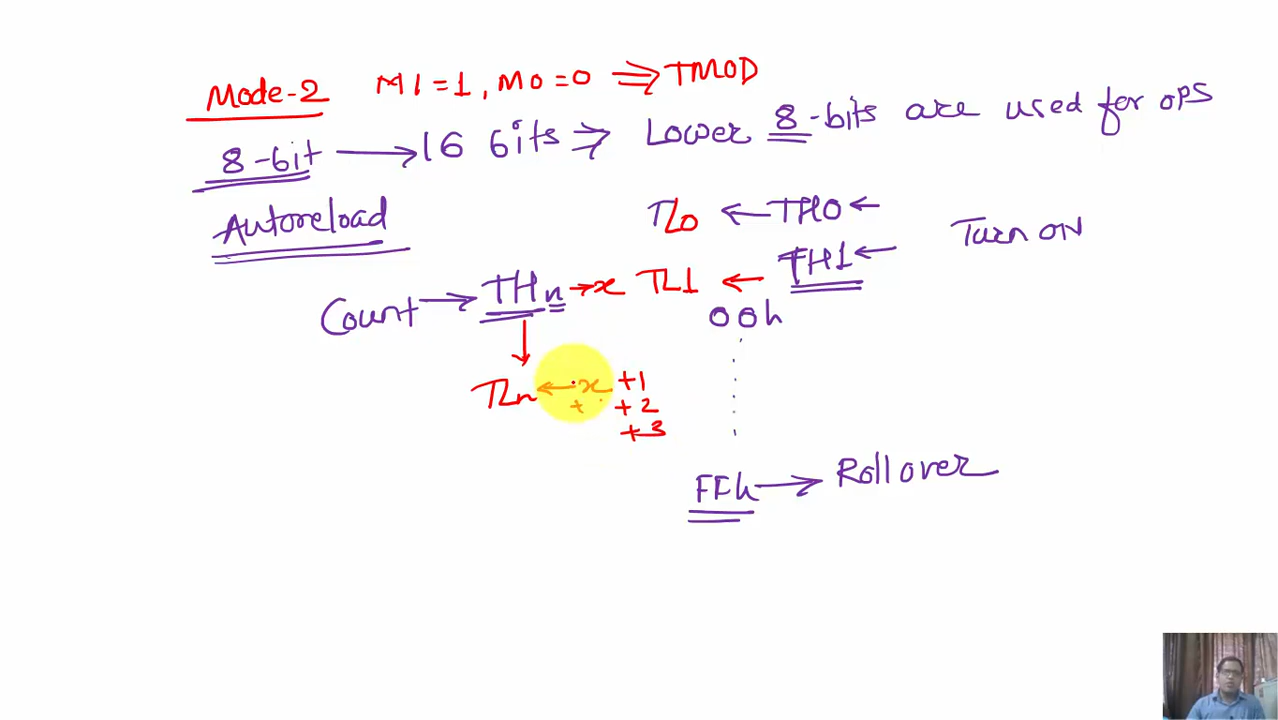 Mode-2 M1=1, M0=0 ⇒ TMOD
8-bit → 16 bits ⇒ Lower 8-bits are used for ops
Autoreload TL0 ← TH0 ← Turn ON
Count → THn → x TL1 ← TH1 ←
00h
↓
TLn ← x +1
+ +2
+3
FFh → Rollover